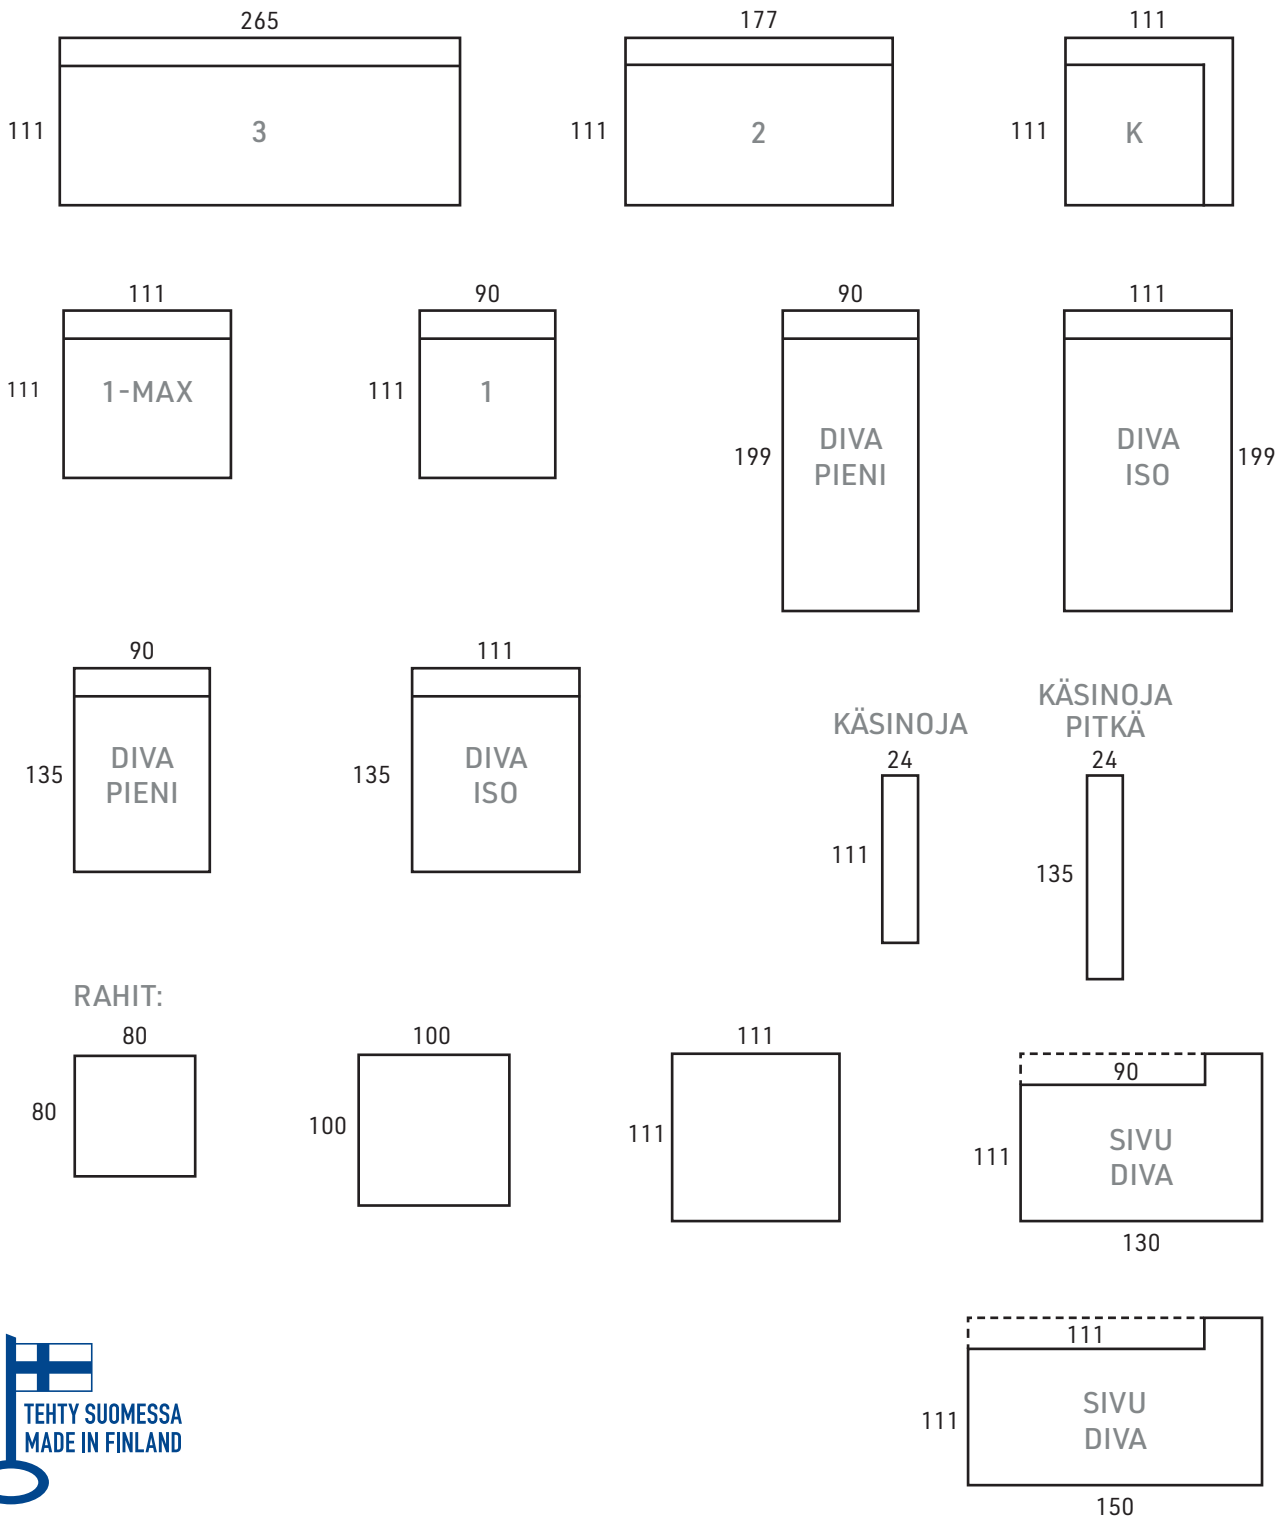 265
177
111
111
3
111
2
111
K
111
90
90
111
111
1-MAX
111
1
199
DIVA
PIENI
DIVA
ISO
199
90
111
KÄSINOJA
KÄSINOJA
PITKÄ
135
DIVA
PIENI
135
DIVA
ISO
24
111
24
135
RAHIT:
80
80
100
100
111
111
90
111
SIVU
DIVA
130
111
111
SIVU
DIVA
150
TEHTY SUOMESSA
MADE IN FINLAND